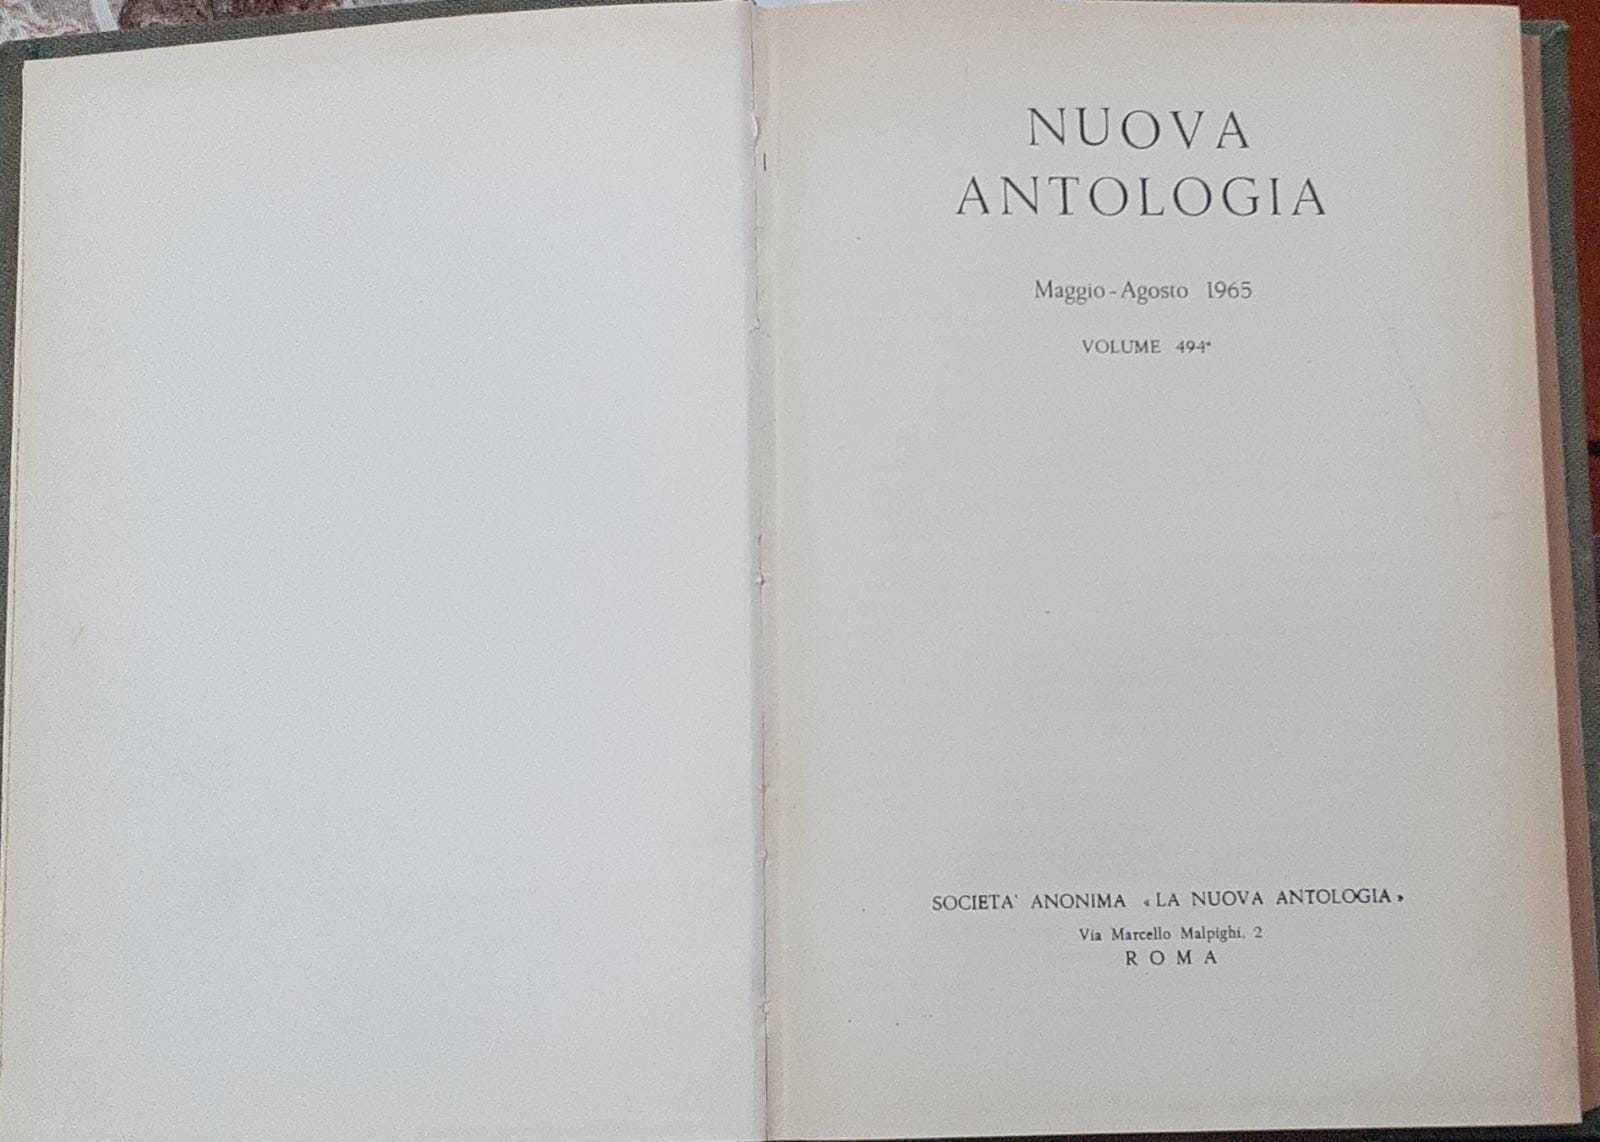 NUOVA
ANTOLOGIA
Maggio - Agosto 1965
VOLUME 494°
SOCIETA' ANONIMA «LA NUOVA ANTOLOGIA»
Via Marcello Malpighi, 2
ROMA